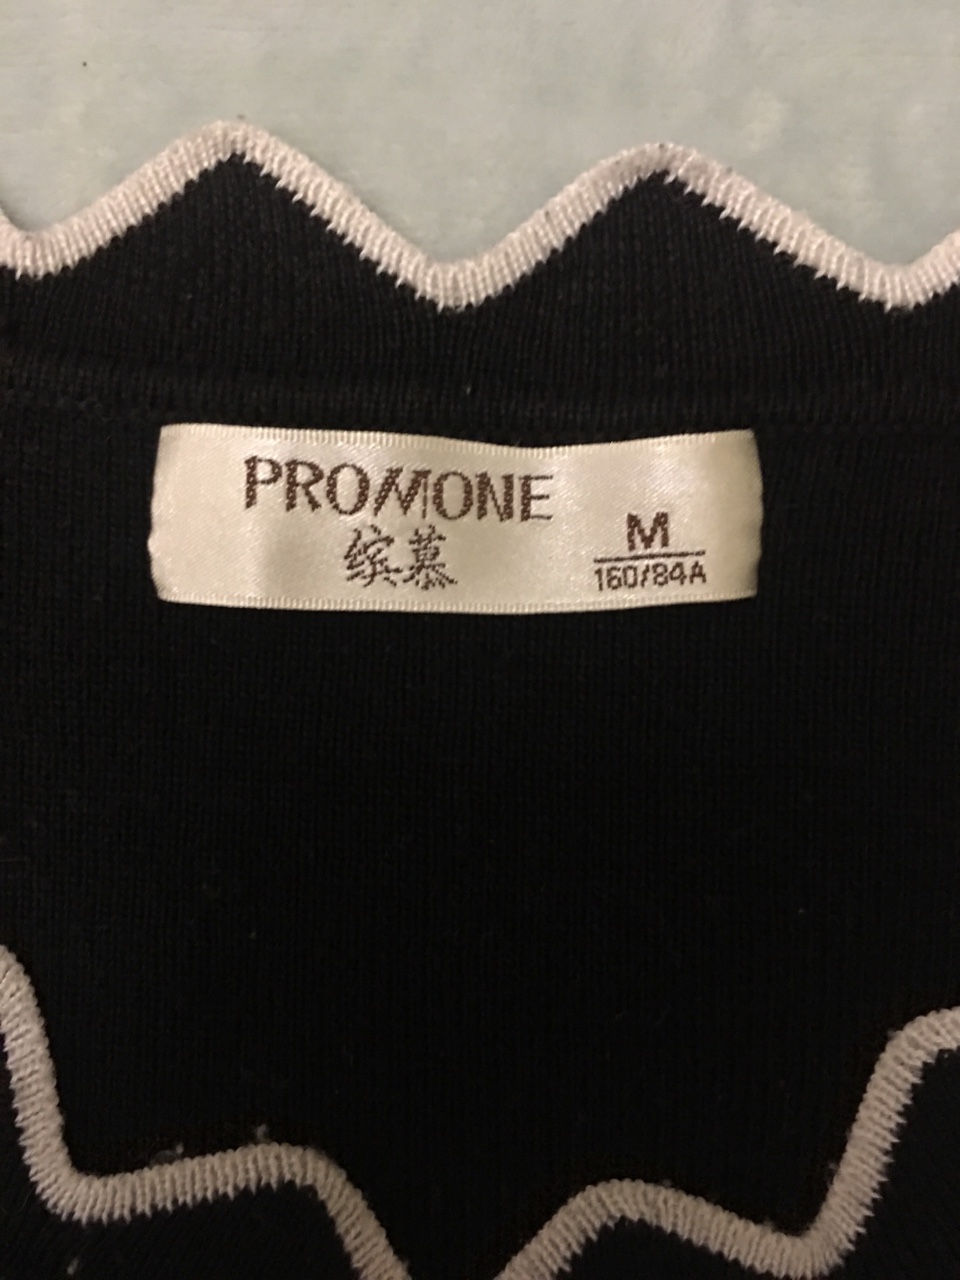 PROMONE
缤慕
M
160/84A